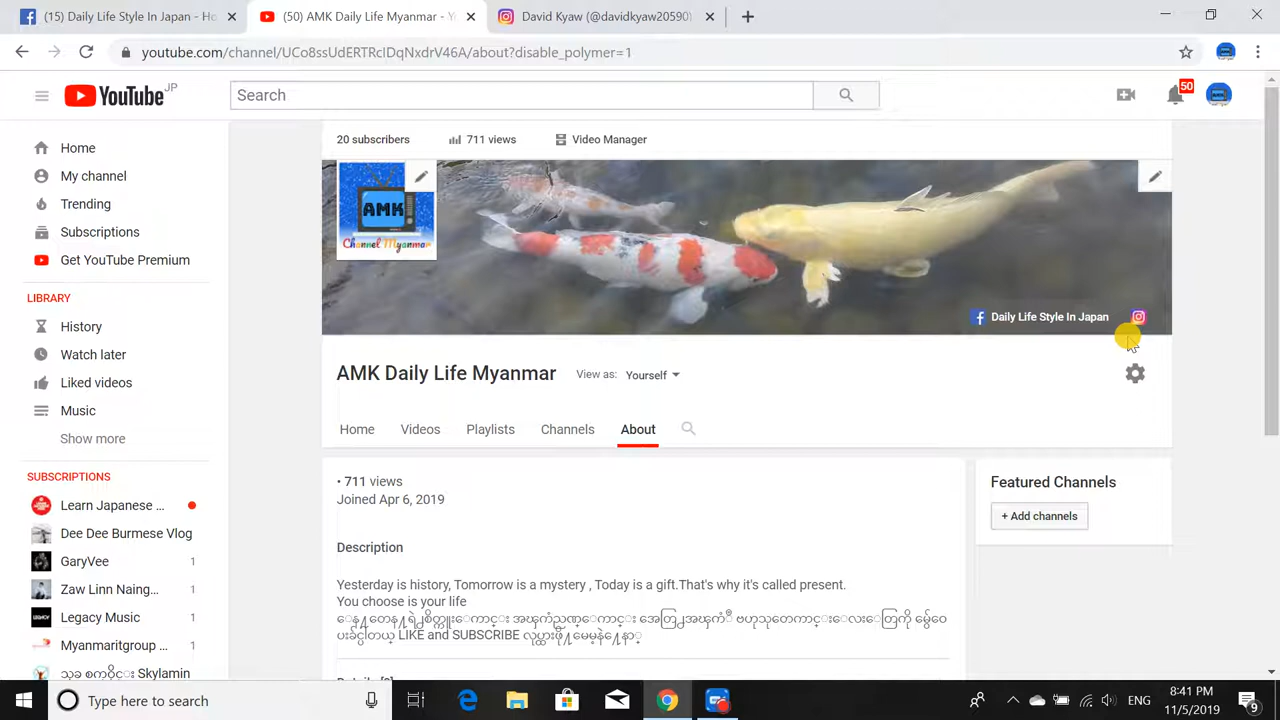 (15) Daily Life Style In Japan - Ho
(50) AMK Daily Life Myanmar - Y
David Kyaw (@davidkyaw20590)
youtube.com/channel/UCo8ssUdERTRclDqNxdrV46A/about?disable_polymer=1
YouTube JP
Search
50
20 subscribers
711 views
Video Manager
Home
My channel
Trending
Subscriptions
Get YouTube Premium
LIBRARY
History
Watch later
Liked videos
Music
Show more
SUBSCRIPTIONS
Learn Japanese ...
Dee Dee Burmese Vlog
GaryVee 1
Zaw Linn Naing... 1
Legacy Music 1
Myanmaritgroup ... 1
Skylamin
AMK
Channel Myanmar
Daily Life Style In Japan
AMK Daily Life Myanmar
View as: Yourself
Home
Videos
Playlists
Channels
About
• 711 views
Joined Apr 6, 2019
Description
Yesterday is history, Tomorrow is a mystery , Today is a gift.That's why it's called present.
You choose is your life
LIKE and SUBSCRIBE
Featured Channels
+ Add channels
Type here to search
ENG
8:41 PM
11/5/2019
9